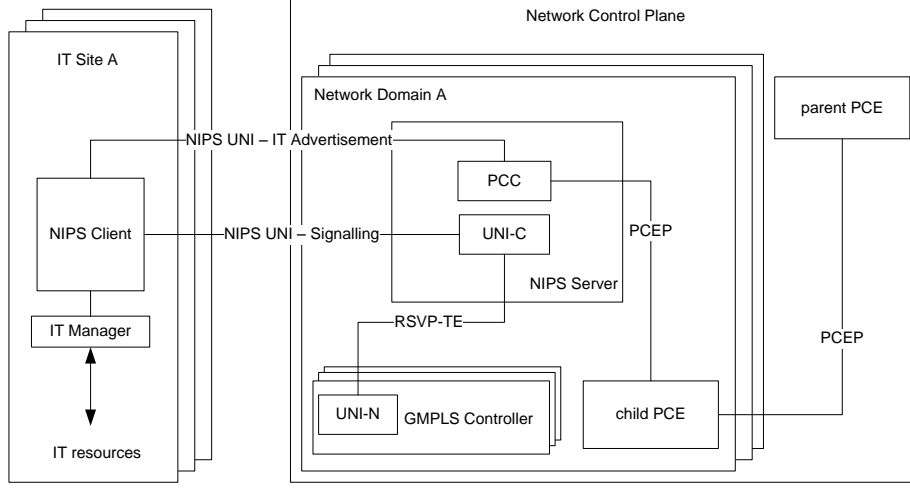 Network Control Plane
IT Site A
Network Domain A
parent PCE
NIPS UNI – IT Advertisement
PCC
NIPS Client
NIPS UNI – Signalling
UNI-C
PCEP
NIPS Server
IT Manager
RSVP-TE
PCEP
UNI-N
GMPLS Controller
child PCE
IT resources